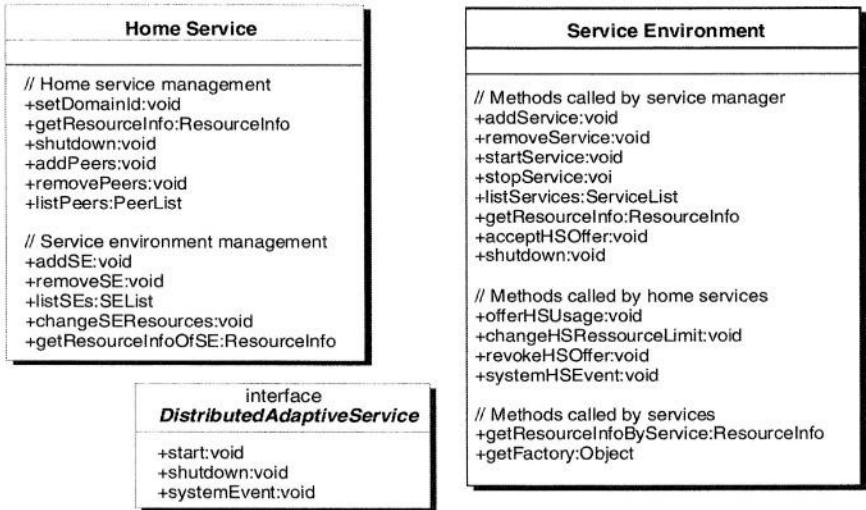 Home Service
// Home service management
+setDomainId:void
+getResourceInfo:ResourceInfo
+shutdown:void
+addPeers:void
+removePeers:void
+listPeers:PeerList
// Service environment management
+addSE:void
+removeSE:void
+listSEs:SEList
+changeSEResources:void
+getResourceInfoOfSE:ResourceInfo
interface
DistributedAdaptiveService
+start:void
+shutdown:void
+systemEvent:void
Service Environment
// Methods called by service manager
+addService:void
+removeService:void
+startService:void
+stopService:voi
+listServices:ServiceList
+getResourceInfo:ResourceInfo
+acceptHSOffer:void
+shutdown:void
// Methods called by home services
+offerHSUsage:void
+changeHSRessourceLimit:void
+revokeHSOffer:void
+systemHSEvent:void
// Methods called by services
+getResourceInfoByService:ResourceInfo
+getFactory:Object